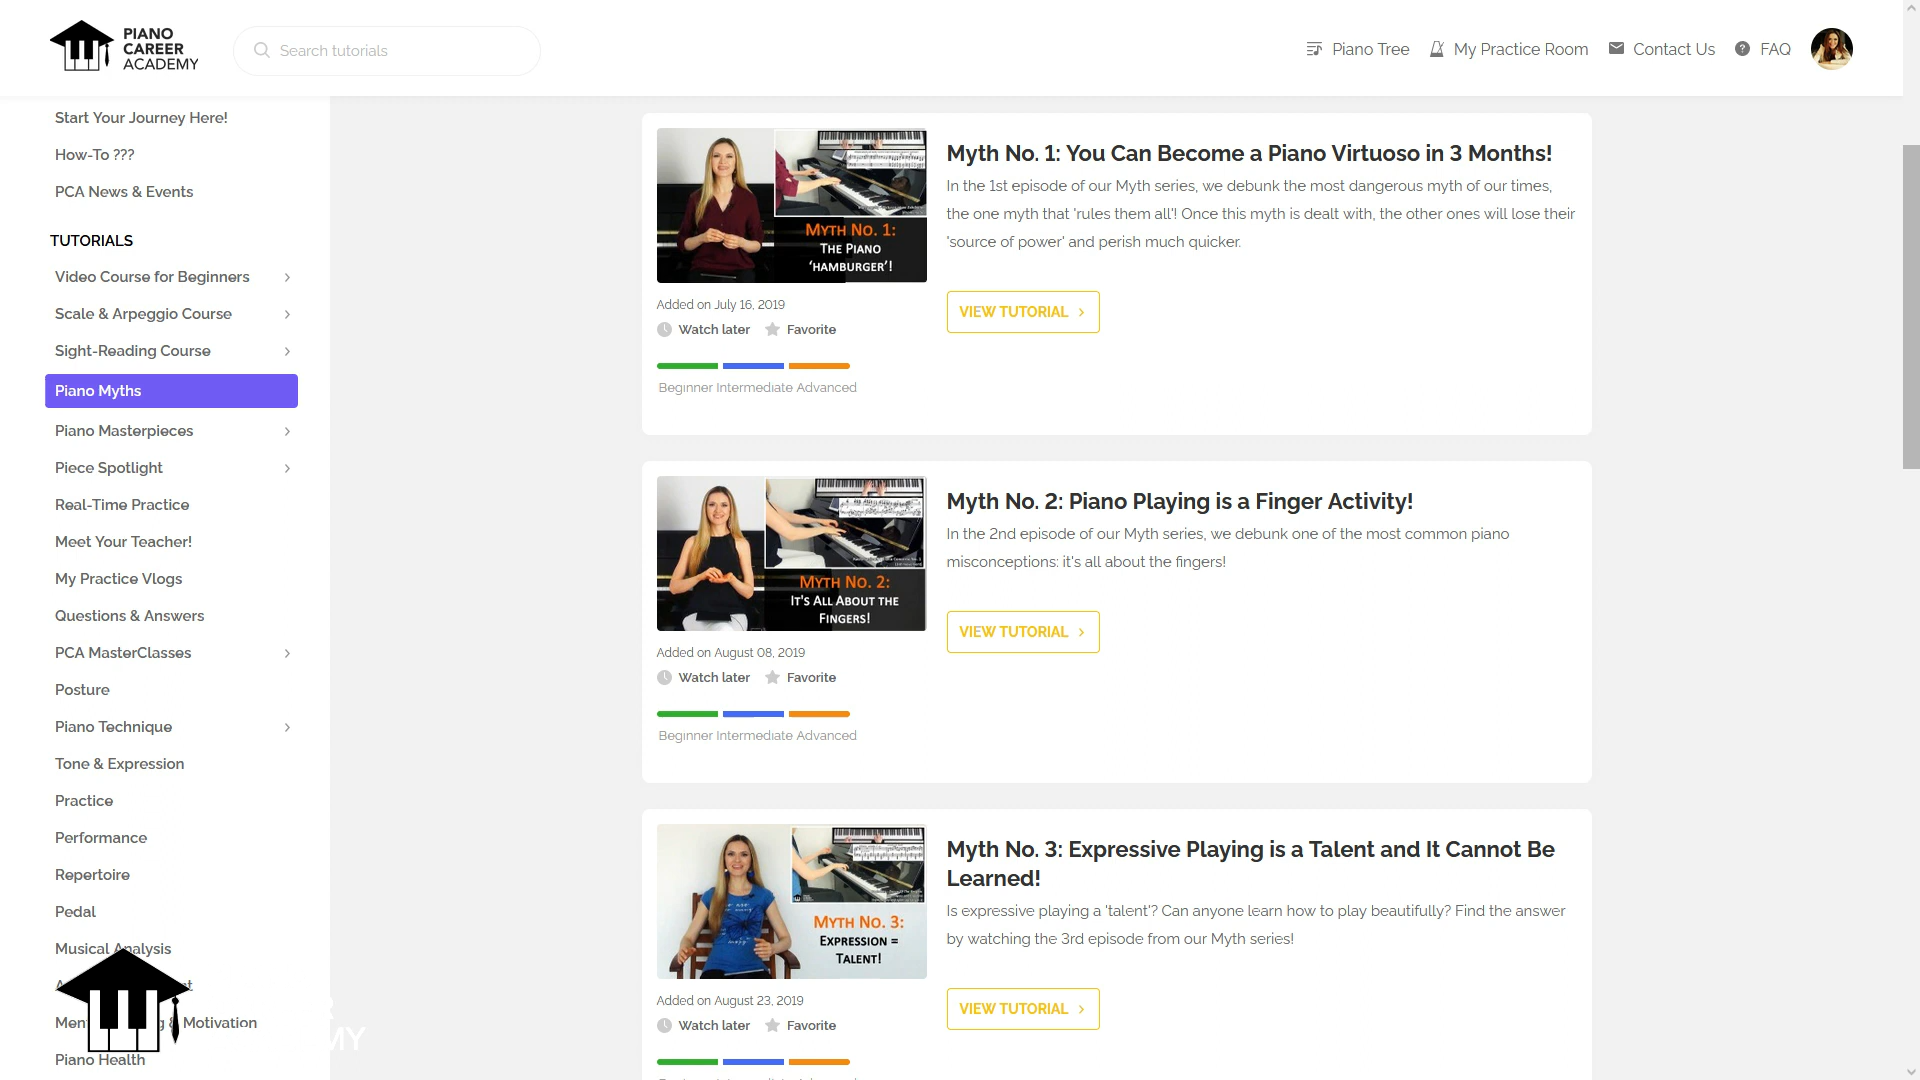 PIANO
CAREER
ACADEMY
Search tutorials
Piano Tree
My Practice Room
Contact Us
FAQ
Start Your Journey Here!
How-To ???
PCA News & Events
TUTORIALS
Video Course for Beginners
Scale & Arpeggio Course
Sight-Reading Course
Piano Myths
Piano Masterpieces
Piece Spotlight
Real-Time Practice
Meet Your Teacher!
My Practice Vlogs
Questions & Answers
PCA MasterClasses
Posture
Piano Technique
Tone & Expression
Practice
Performance
Repertoire
Pedal
Musical Analysis
& Motivation
Piano Health
MYTH NO. 1:
THE PIANO
'HAMBURGER'!
Added on July 16, 2019
Watch later
Favorite
Beginner Intermediate Advanced
Myth No. 1: You Can Become a Piano Virtuoso in 3 Months!
In the 1st episode of our Myth series, we debunk the most dangerous myth of our times,
the one myth that 'rules them all'! Once this myth is dealt with, the other ones will lose their
'source of power' and perish much quicker.
VIEW TUTORIAL
MYTH NO. 2:
IT'S ALL ABOUT THE
FINGERS!
Added on August 08, 2019
Watch later
Favorite
Beginner Intermediate Advanced
Myth No. 2: Piano Playing is a Finger Activity!
In the 2nd episode of our Myth series, we debunk one of the most common piano
misconceptions: it's all about the fingers!
VIEW TUTORIAL
MYTH NO. 3:
EXPRESSION =
TALENT!
Added on August 23, 2019
Watch later
Favorite
Myth No. 3: Expressive Playing is a Talent and It Cannot Be
Learned!
Is expressive playing a 'talent'? Can anyone learn how to play beautifully? Find the answer
by watching the 3rd episode from our Myth series!
VIEW TUTORIAL